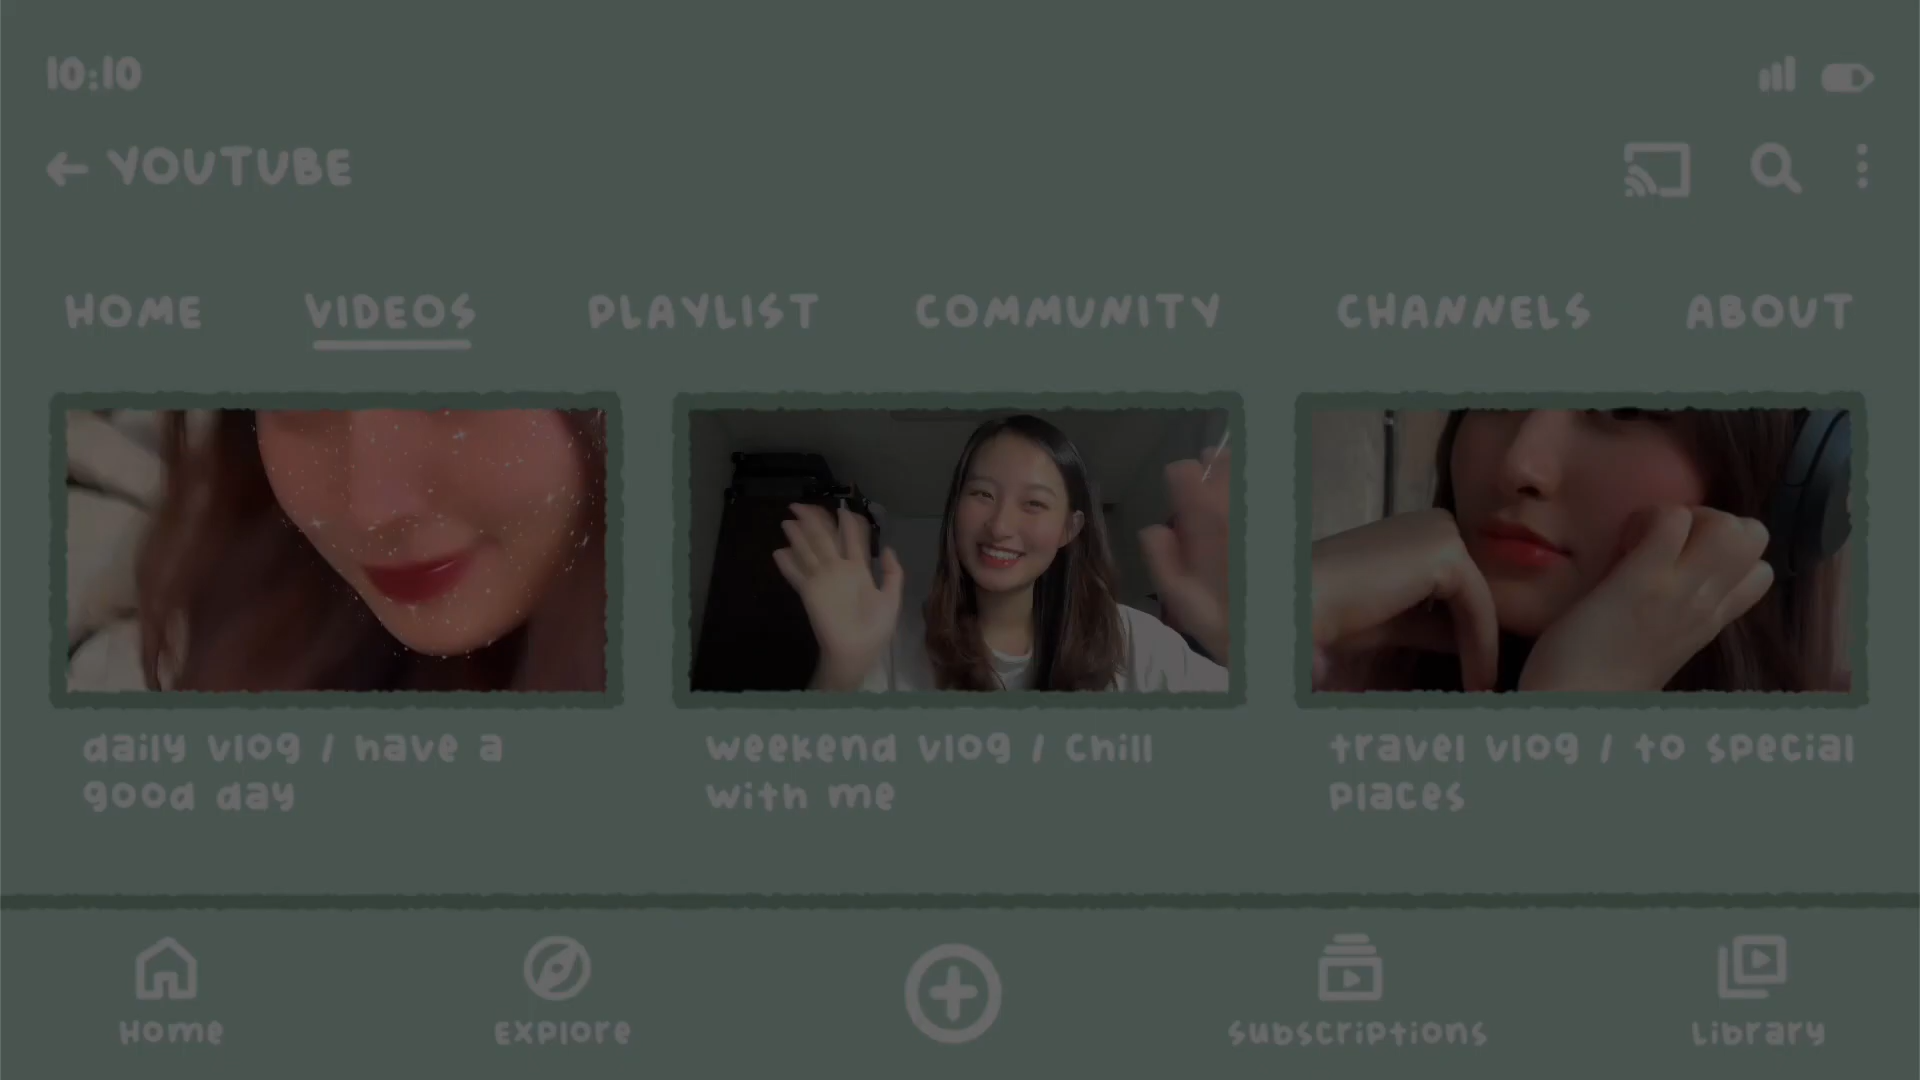 10:10
← YOUTUBE
HOME VIDEOS PLAYLIST COMMUNITY CHANNELS ABOUT
daily vlog / have a
good day
weekend vlog / chill
with me
travel vlog / to special
places
Home Explore Subscriptions Library